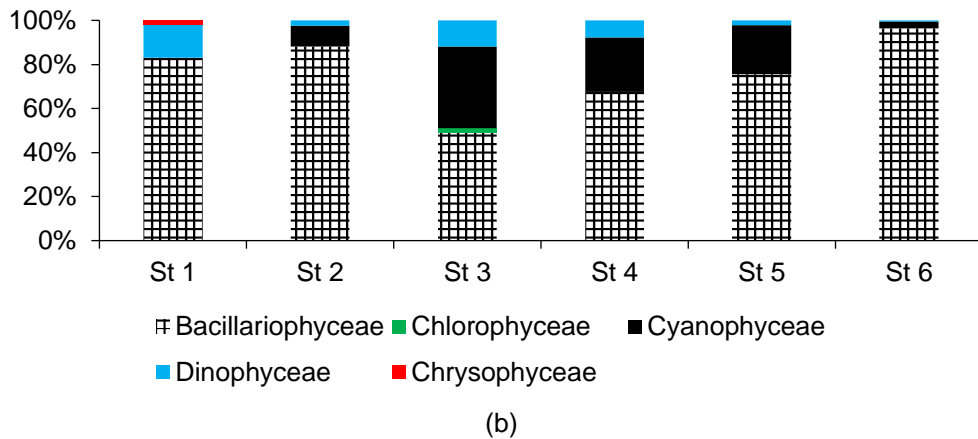 100%
80%
60%
40%
20%
0%
St 1 St 2 St 3 St 4 St 5 St 6
Bacillariophyceae Chlorophyceae Cyanophyceae
Dinophyceae Chrysophyceae
(b)